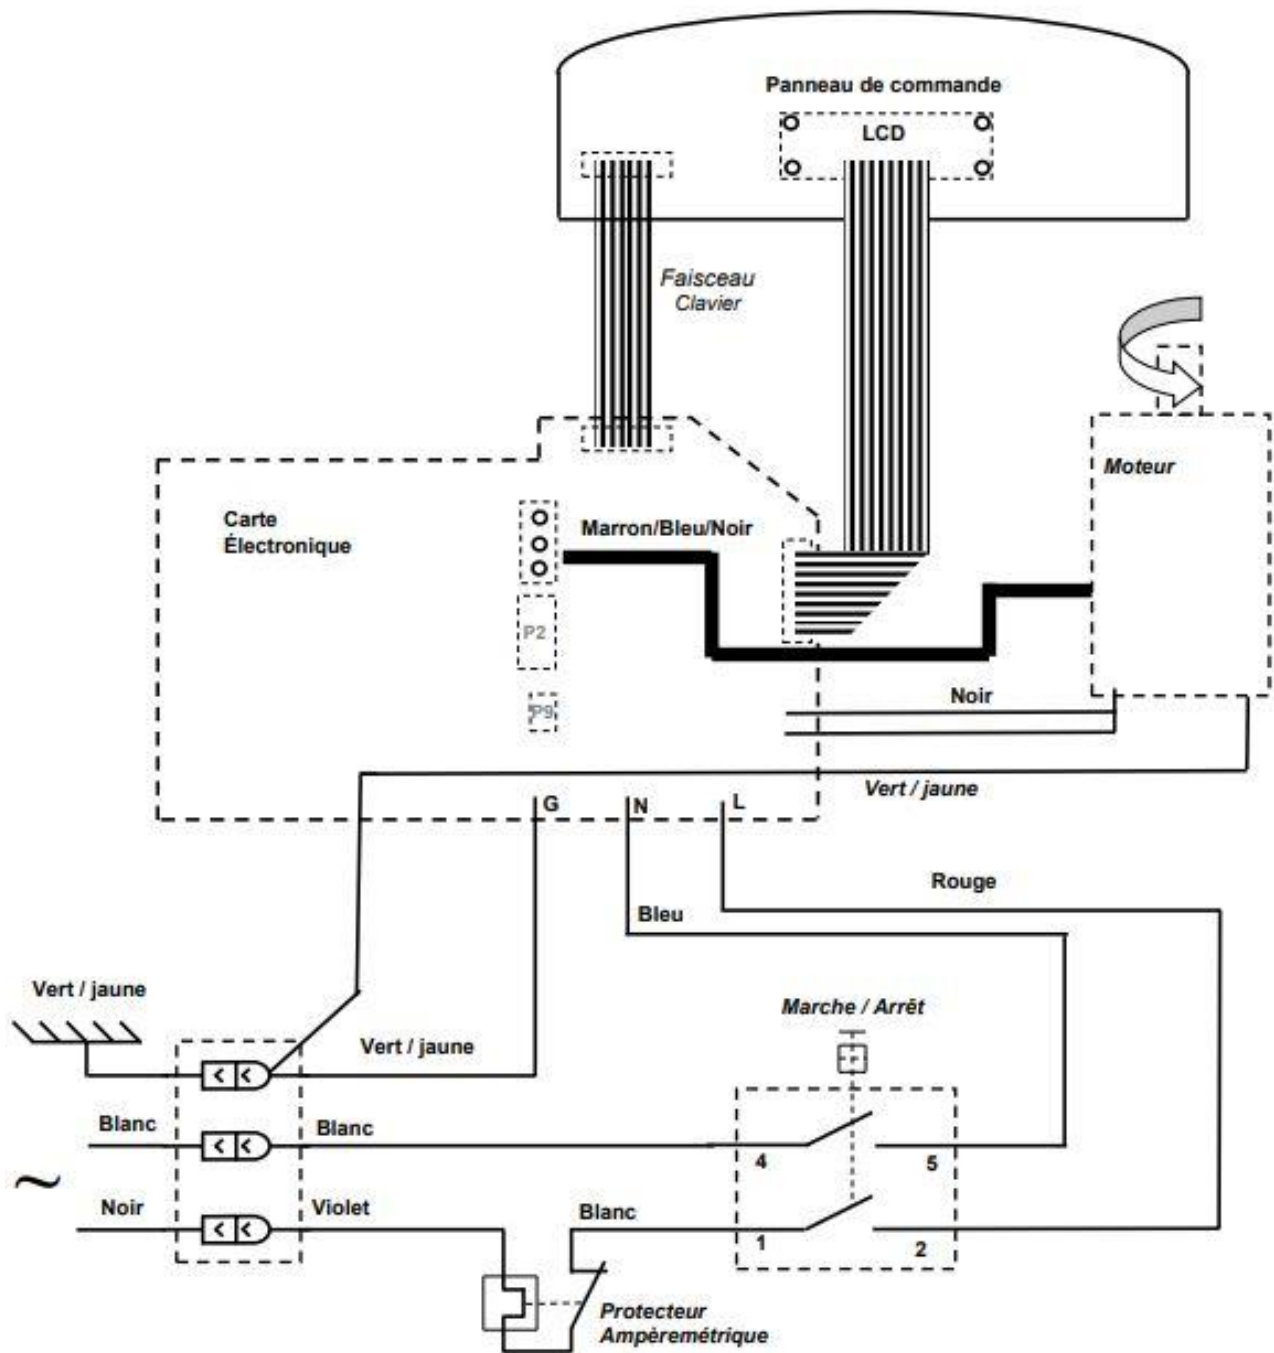 Panneau de commande
LCD
Faisceau
Clavier
Moteur
Carte
Électronique
Marron/Bleu/Noir
P2
P9
Noir
Vert / jaune
G
N
L
Rouge
Bleu
Vert / jaune
Marche / Arrêt
Vert / jaune
Blanc
Blanc
4
5
~
Noir
Violet
Blanc
1
2
Protecteur
Ampèremétrique